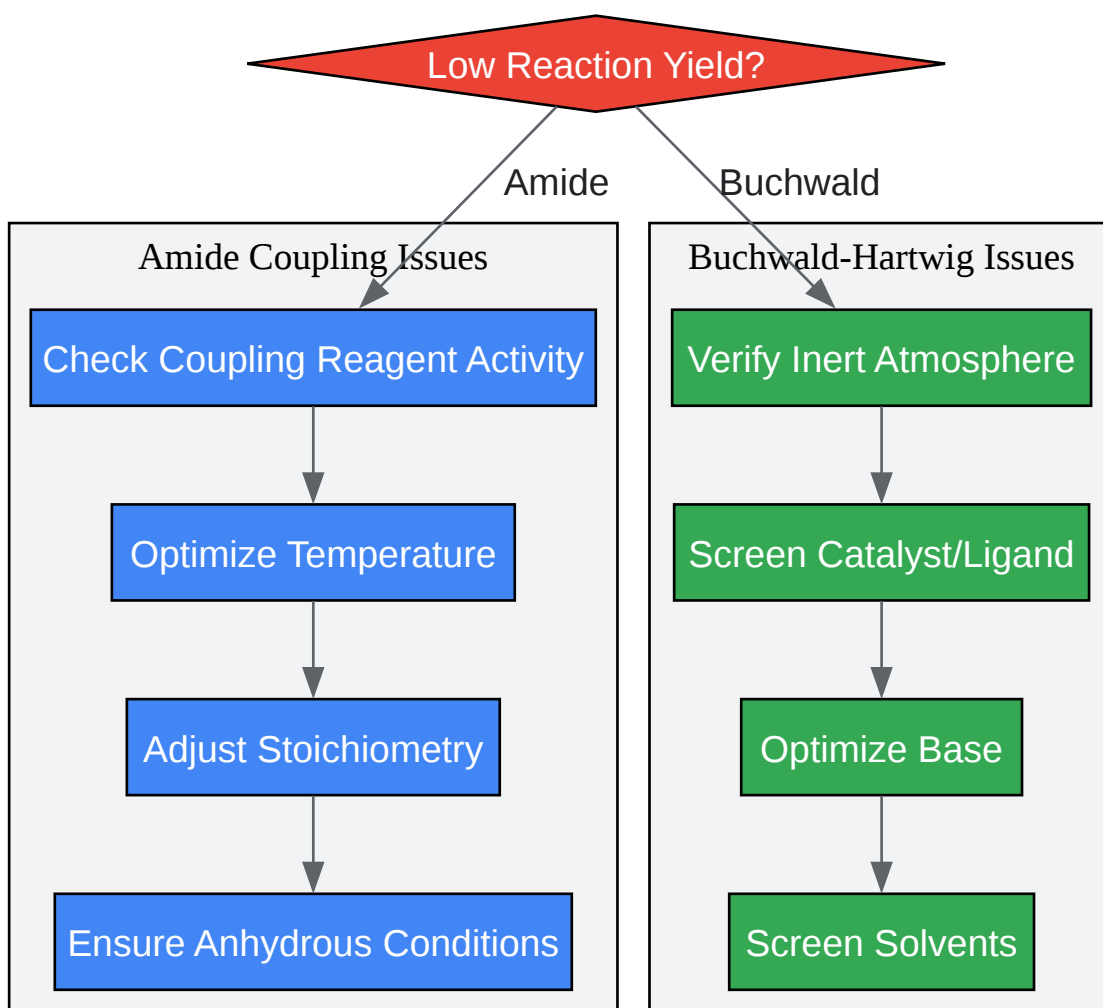 Low Reaction Yield?
Amide
Buchwald
Amide Coupling Issues
Check Coupling Reagent Activity
Optimize Temperature
Adjust Stoichiometry
Ensure Anhydrous Conditions
Buchwald-Hartwig Issues
Verify Inert Atmosphere
Screen Catalyst/Ligand
Optimize Base
Screen Solvents